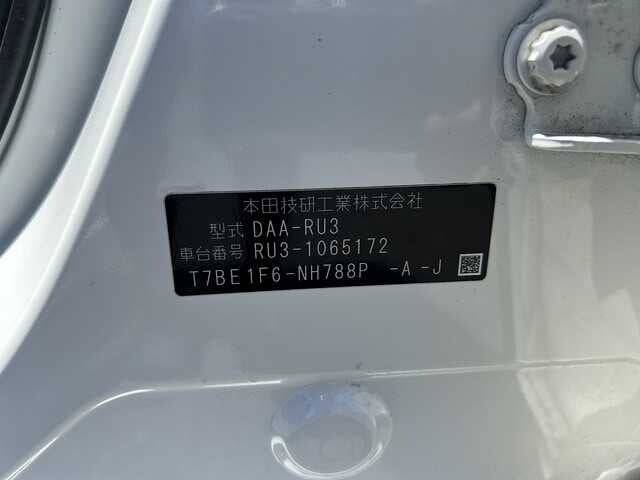 本田技研工業株式会社
型式 DAA-RU3
車台番号 RU3-1065172
T7BE1F6-NH788P -A-J